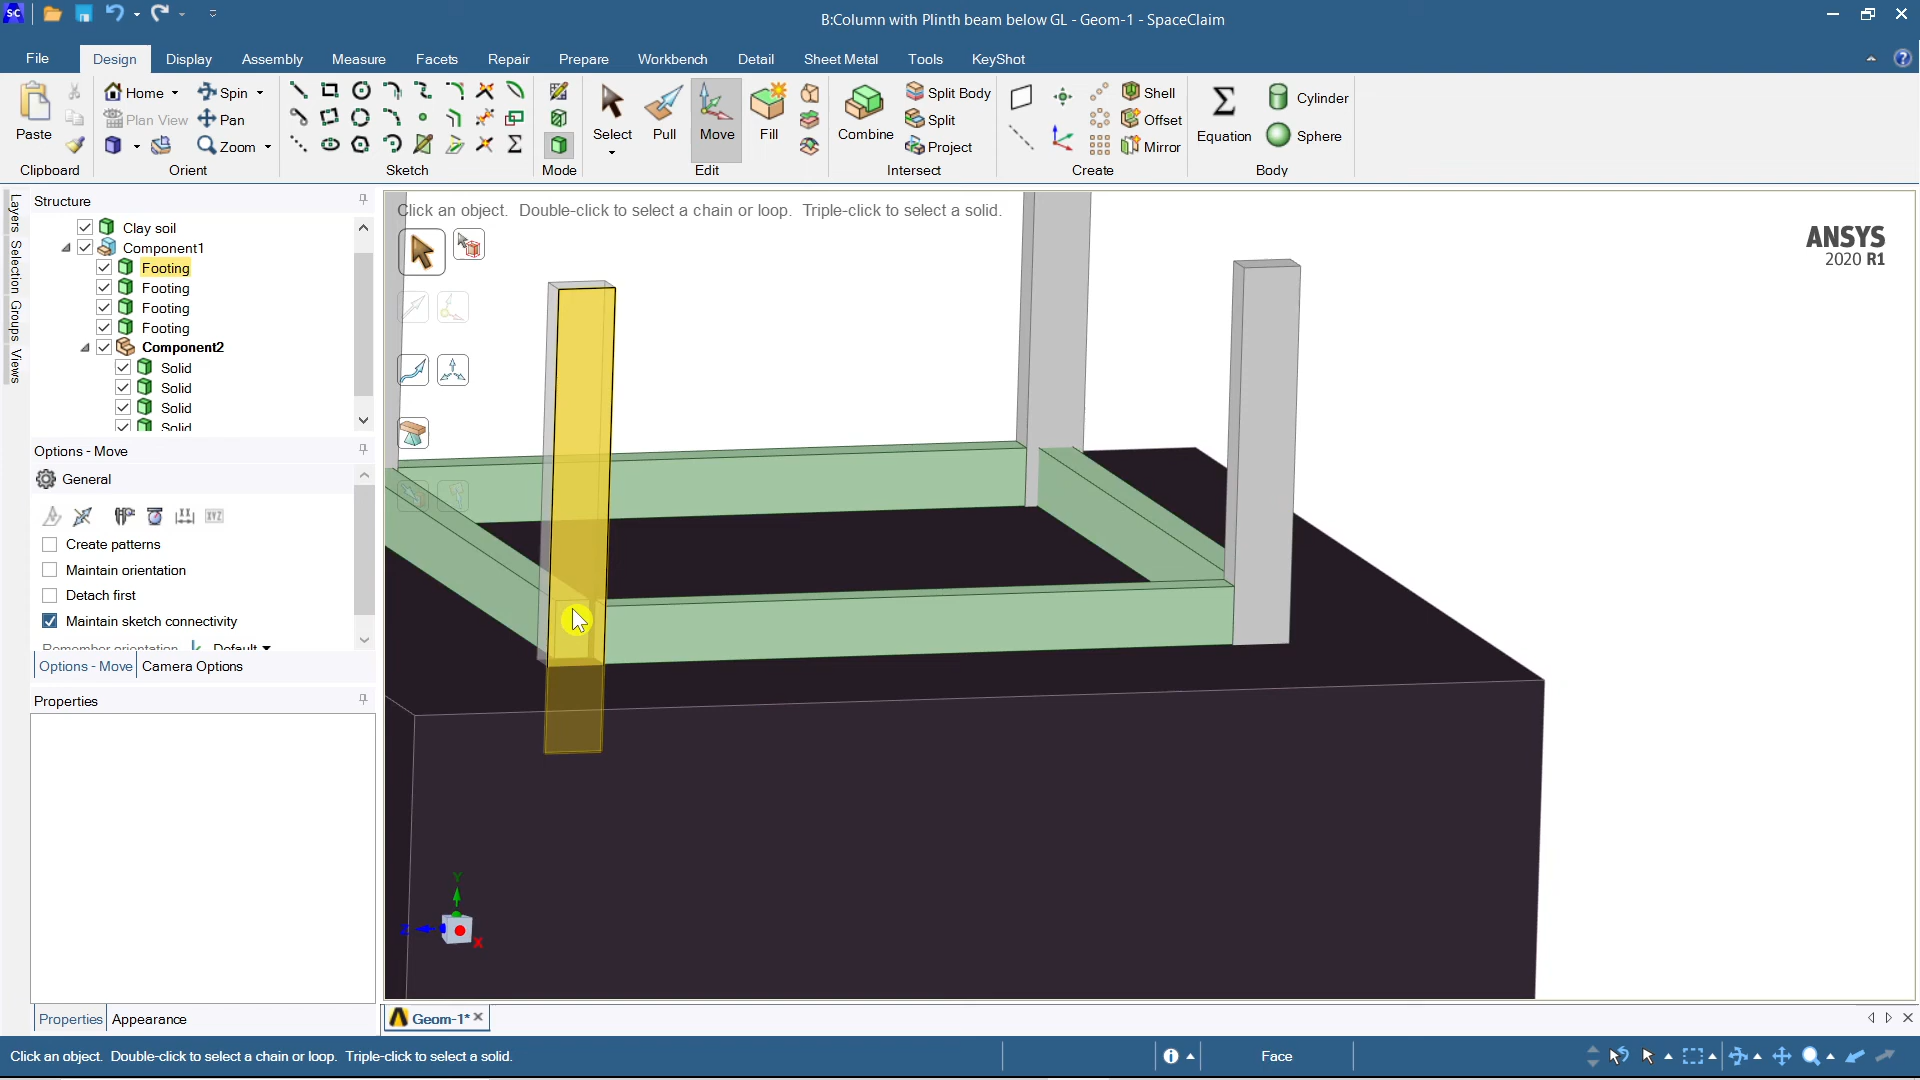 B:Column with Plinth beam below GL - Geom-1 - SpaceClaim
File Design Display Assembly Measure Facets Repair Prepare Workbench Detail Sheet Metal Tools KeyShot
Paste
Clipboard
Home Spin
Plan View Pan
Zoom
Orient
Sketch
Mode
Select Pull Move Fill
Edit
Combine
Split Body
Split
Project
Intersect
Shell
Offset
Mirror
Create
Equation
Cylinder
Sphere
Body
Layers Selection Groups Views
Structure
Clay soil
Component1
Footing
Footing
Footing
Footing
Component2
Solid
Solid
Solid
Solid
Options - Move
General
XYZ
Create patterns
Maintain orientation
Detach first
Maintain sketch connectivity
Remember orientation Default
Options - Move Camera Options
Properties
Properties Appearance
Click an object. Double-click to select a chain or loop. Triple-click to select a solid.
ANSYS
2020 R1
Y
Z
X
Geom-1*
Click an object. Double-click to select a chain or loop. Triple-click to select a solid.
Face